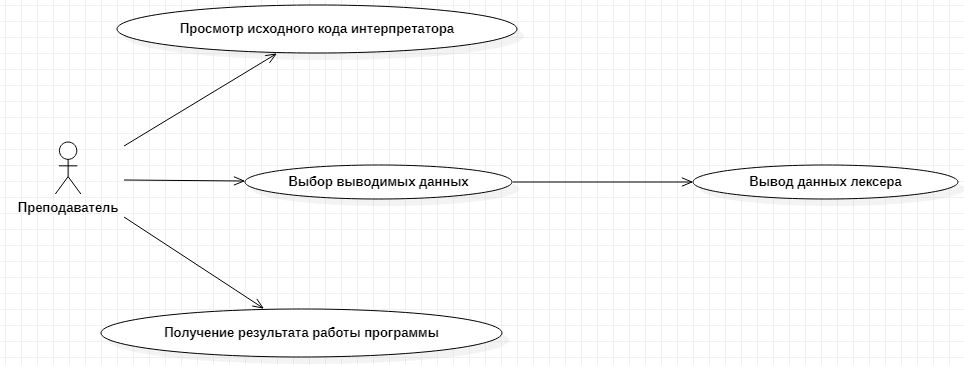 Просмотр исходного кода интерпретатора
Преподаватель
Выбор выводимых данных
Вывод данных лексера
Получение результата работы программы